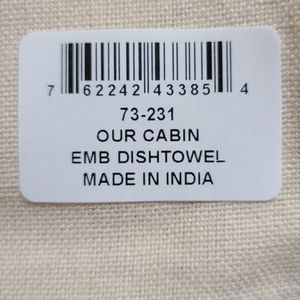 7 62242 43385 4
73-231
OUR CABIN
EMB DISHTOWEL
MADE IN INDIA